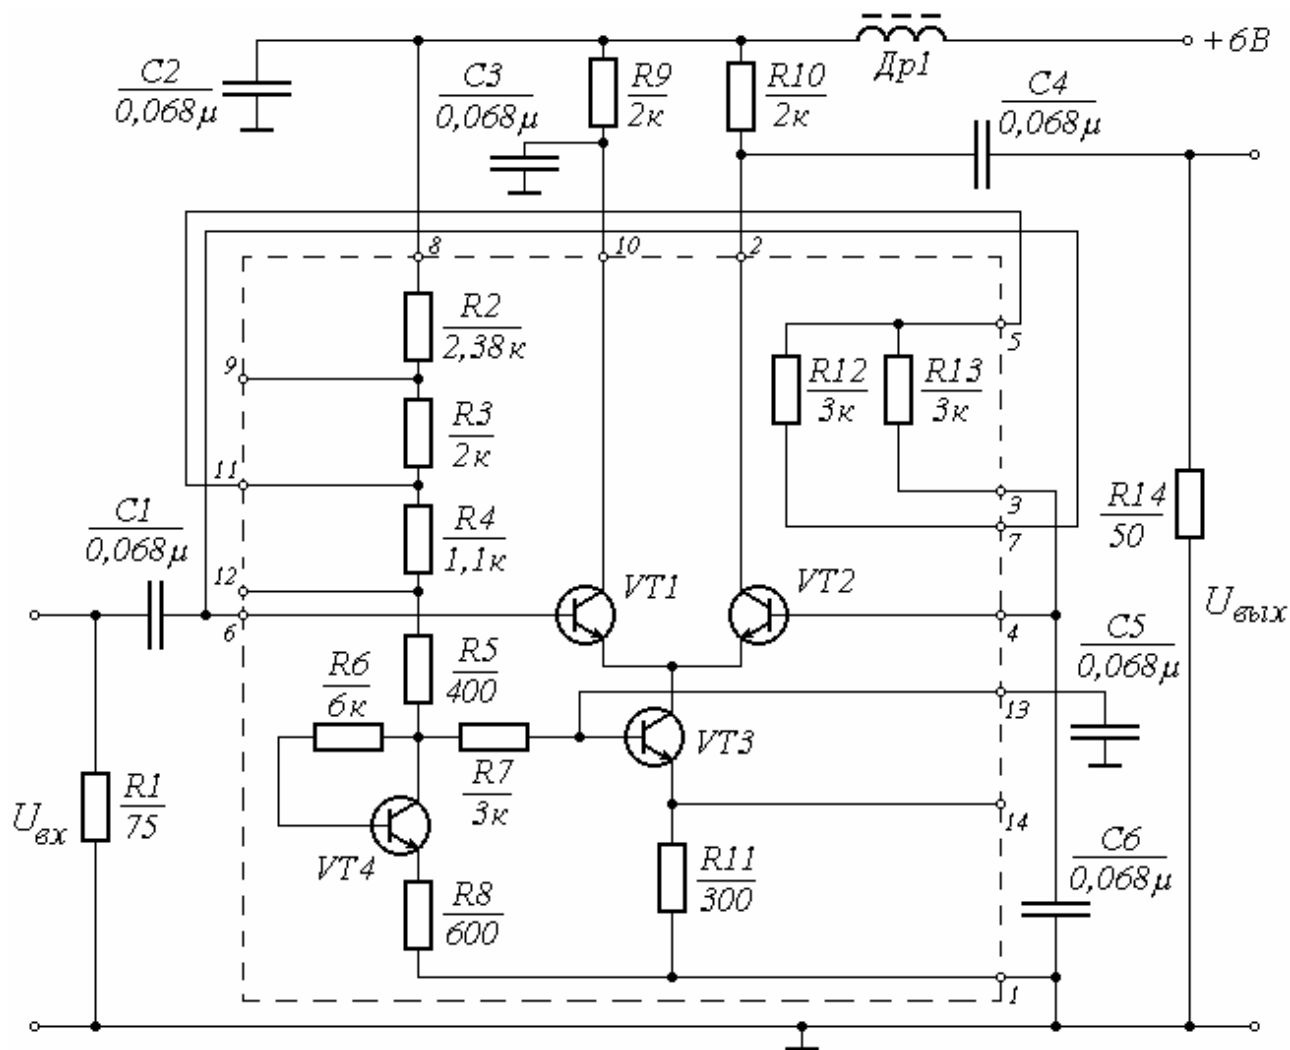 +6В
Др1
C2
0,068μ
C3
0,068μ
R9
2к
R10
2к
C4
0,068μ
8
10
2
R2
2,38к
9
5
R12
3к
R13
3к
R3
2к
11
3
7
R14
50
C1
0,068μ
R4
1,1к
12
VT1
VT2
6
4
Uвых
C5
0,068μ
R5
400
R6
6к
13
VT3
R7
3к
14
Uвх
R1
75
VT4
R11
300
C6
0,068μ
R8
600
1